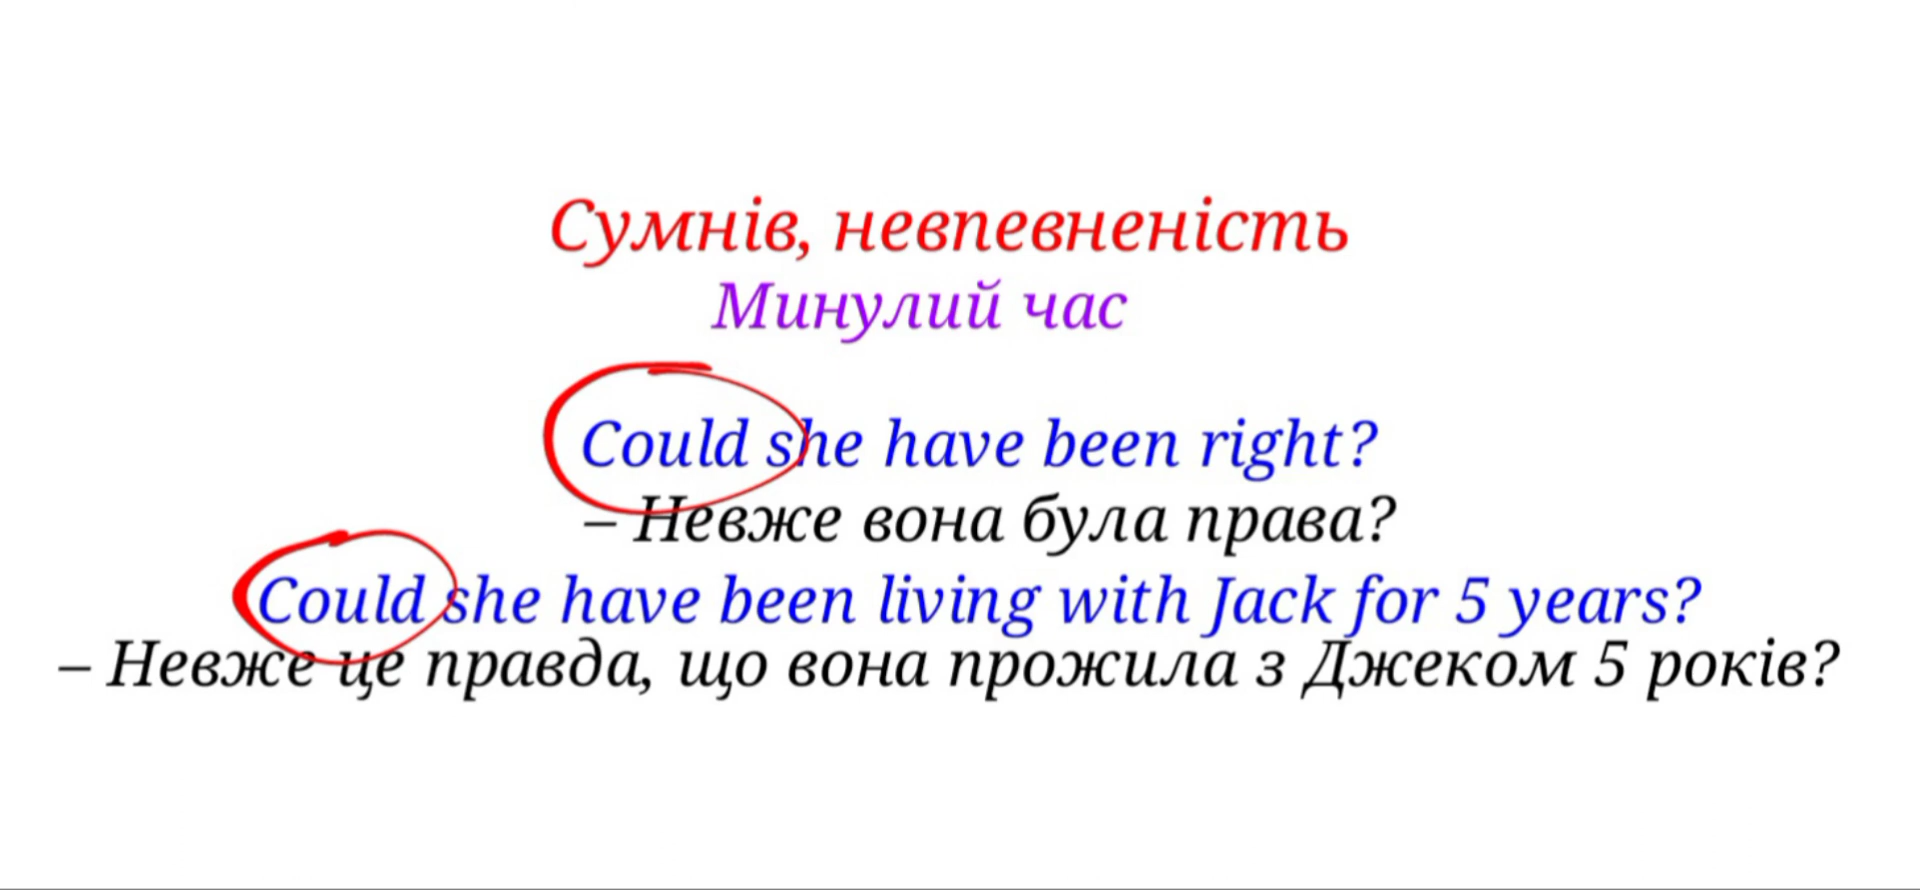 Сумнів, невпевненість
Минулий час
Could she have been right?
– Невже вона була права?
Could she have been living with Jack for 5 years?
– Невже це правда, що вона прожила з Джеком 5 років?